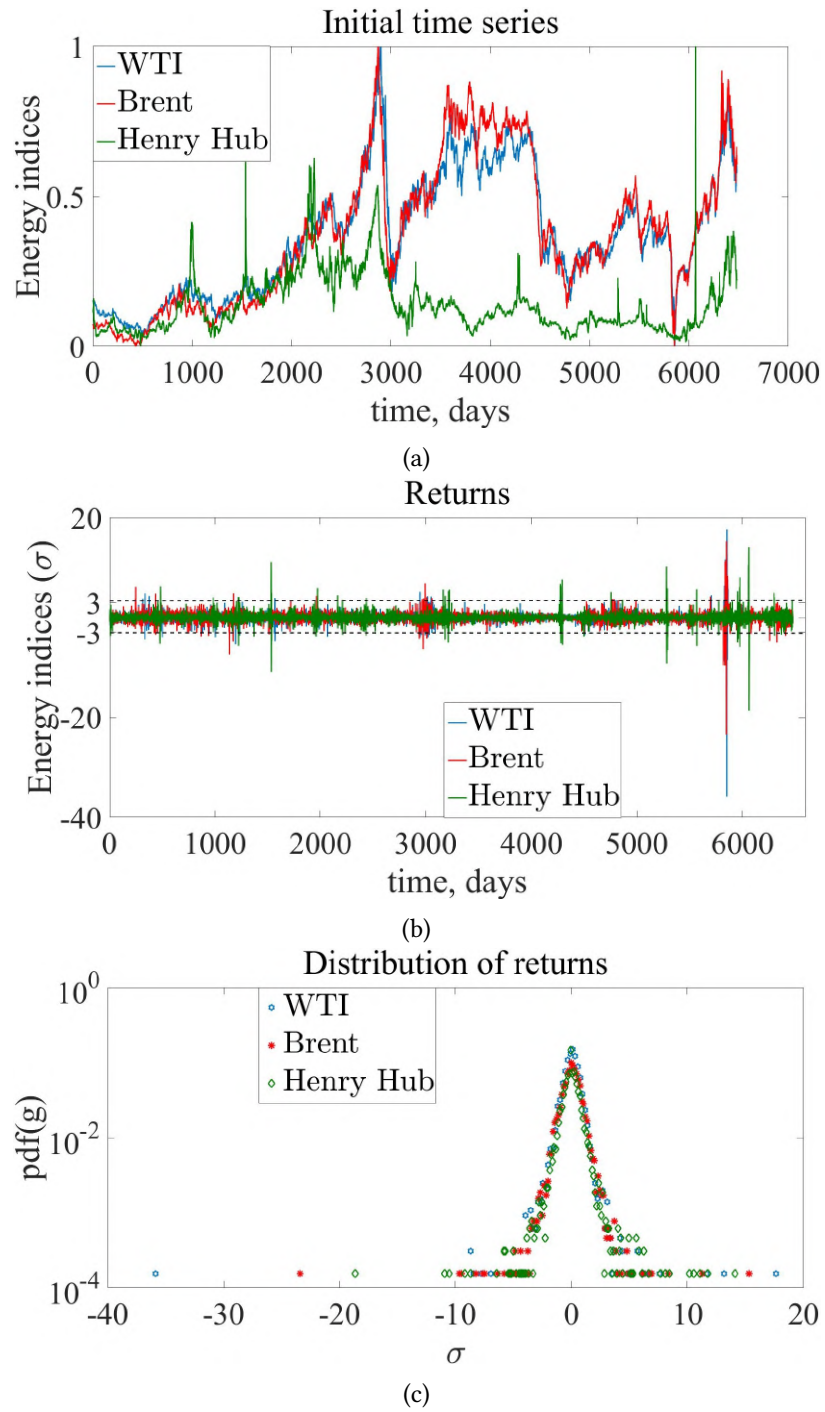 Initial time series
1
WTI
Brent
Henry Hub
0.5
0
Energy indices
0 1000 2000 3000 4000 5000 6000 7000
time, days
(a)
Returns
20
3
-3
-20
-40
Energy indices (σ)
WTI
Brent
Henry Hub
0 1000 2000 3000 4000 5000 6000
time, days
(b)
Distribution of returns
10^0
WTI
Brent
Henry Hub
10^-2
10^-4
pdf(g)
-40 -30 -20 -10 0 10 20
σ
(c)